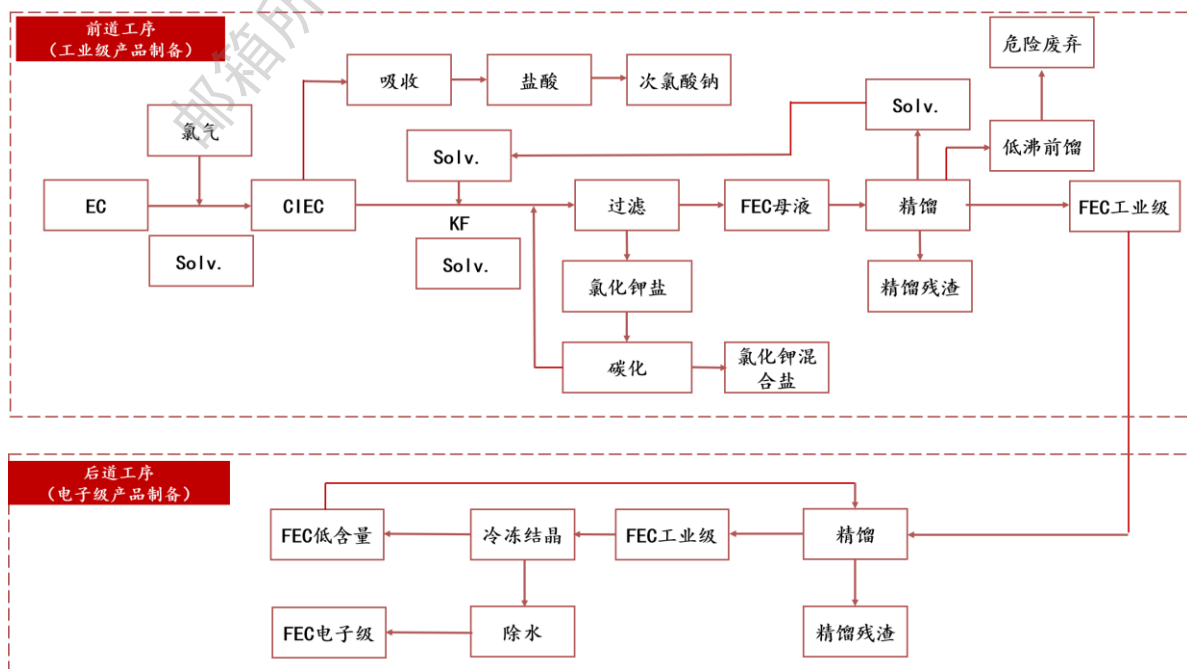 前道工序
（工业级产品制备）
邮箱所
危险废弃
吸收
盐酸
次氯酸钠
Solv.
氯气
Solv.
低沸前馏
EC
CIEC
过滤
FEC母液
精馏
FEC工业级
KF
Solv.
Solv.
氯化钾盐
精馏残渣
碳化
氯化钾混
合盐
后道工序
（电子级产品制备）
FEC低含量
冷冻结晶
FEC工业级
精馏
FEC电子级
除水
精馏残渣